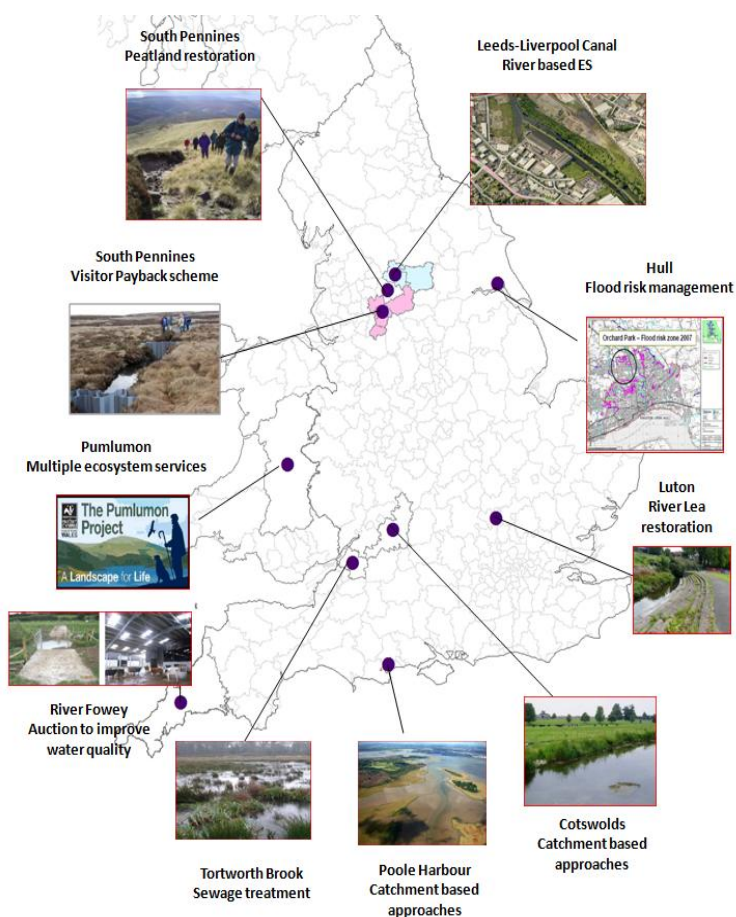 South Pennines
Peatland restoration
Leeds-Liverpool Canal
River based ES
South Pennines
Visitor Payback scheme
Hull
Flood risk management
Orchard Park – Flood risk zone 2007
Pumlumon
Multiple ecosystem services
The Pumlumon
Project
WALES
A Landscape for Life
Luton
River Lea
restoration
River Fowey
Auction to improve
water quality
Tortworth Brook
Sewage treatment
Poole Harbour
Catchment based
approaches
Cotswolds
Catchment based
approaches